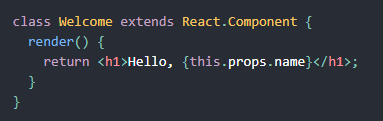 class Welcome extends React.Component {
  render() {
    return <h1>Hello, {this.props.name}</h1>;
  }
}